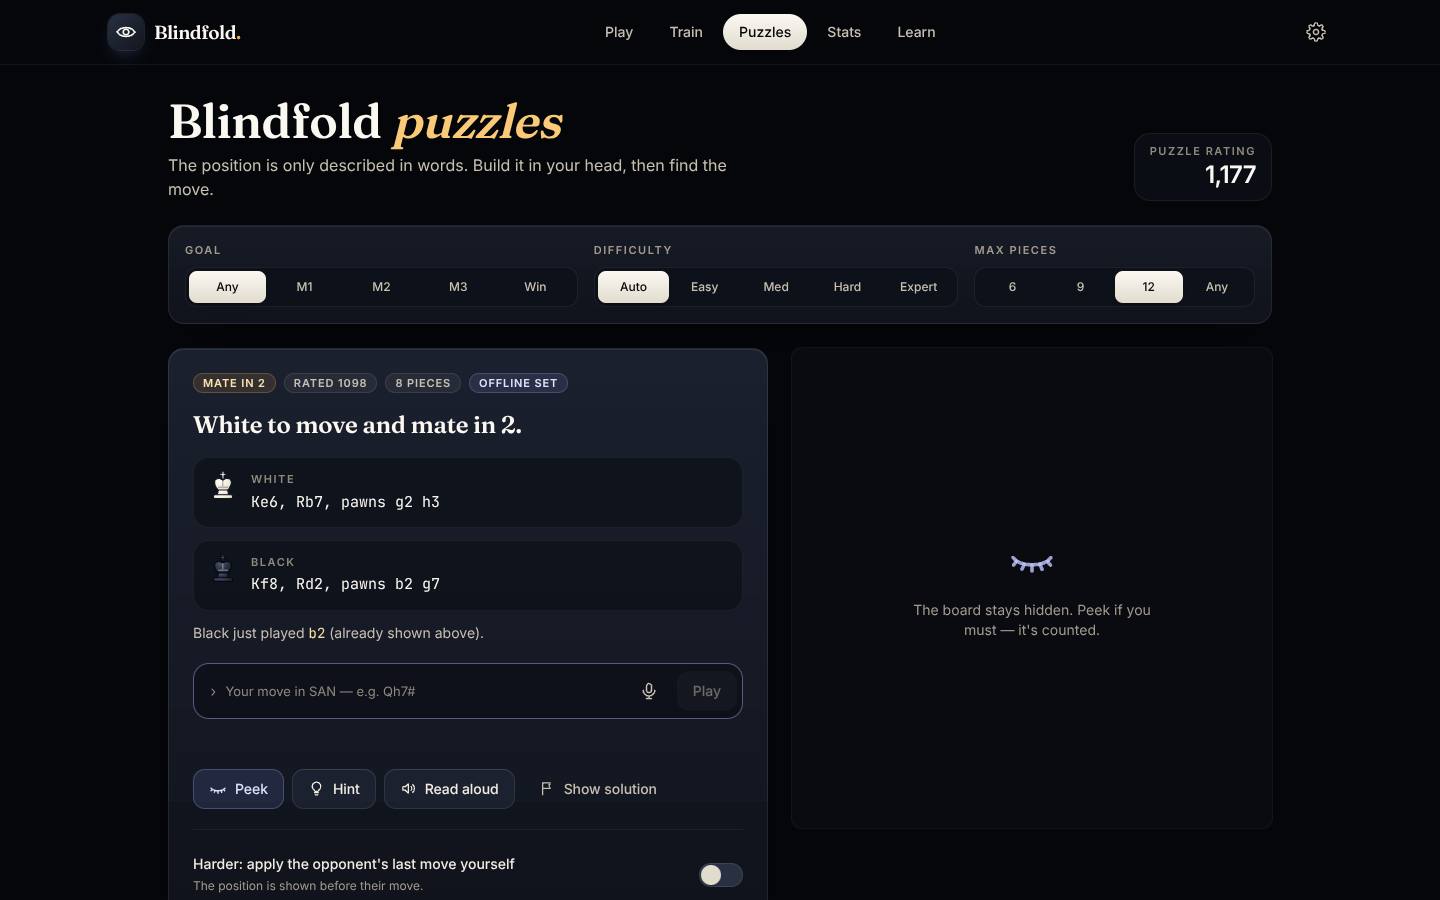 Blindfold.
Play
Train
Puzzles
Stats
Learn
Blindfold puzzles
The position is only described in words. Build it in your head, then find the
move.
PUZZLE RATING
1,177
GOAL
Any
M1
M2
M3
Win
DIFFICULTY
Auto
Easy
Med
Hard
Expert
MAX PIECES
6
9
12
Any
MATE IN 2
RATED 1098
8 PIECES
OFFLINE SET
White to move and mate in 2.
WHITE
Ke6, Rb7, pawns g2 h3
BLACK
Kf8, Rd2, pawns b2 g7
Black just played b2 (already shown above).
› Your move in SAN — e.g. Qh7#
Play
Peek
Hint
Read aloud
Show solution
Harder: apply the opponent's last move yourself
The position is shown before their move.
The board stays hidden. Peek if you
must — it's counted.